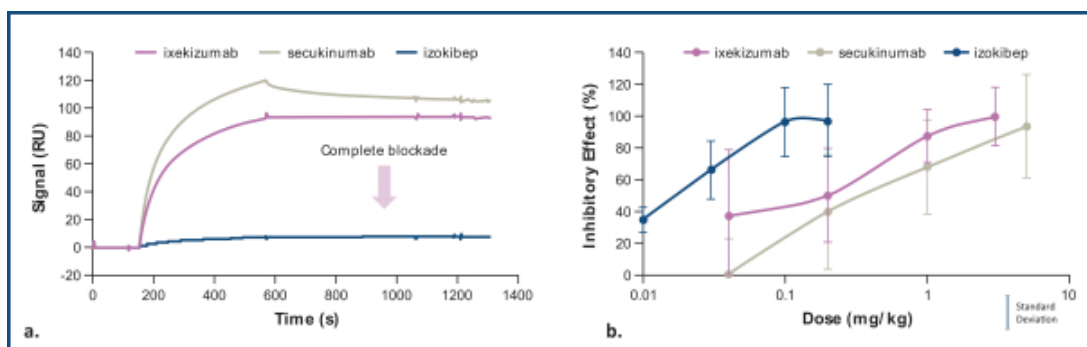 ixekizumab secukinumab izokibep
140
120
100
80
60
40
20
0
-20
Signal (RU)
Complete blockade
0 200 400 600 800 1000 1200 1400
Time (s)
a.
ixekizumab secukinumab izokibep
140
120
100
80
60
40
20
0
Inhibitory Effect (%)
0.01 0.1 1 10
Dose (mg/kg)
Standard
Deviation
b.